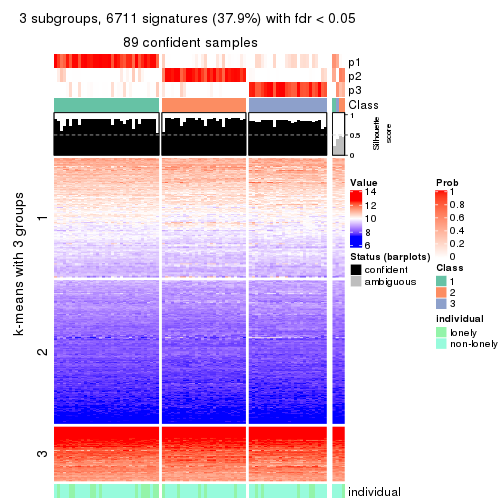 3 subgroups, 6711 signatures (37.9%) with fdr < 0.05
89 confident samples
p1
p2
p3
Class
1
0.5
0
Silhouette
score
k-means with 3 groups
1
2
3
individual
Value
14
12
10
8
6
Status (barplots)
confident
ambiguous
Prob
1
0.8
0.6
0.4
0.2
0
Class
1
2
3
individual
lonely
non-lonely